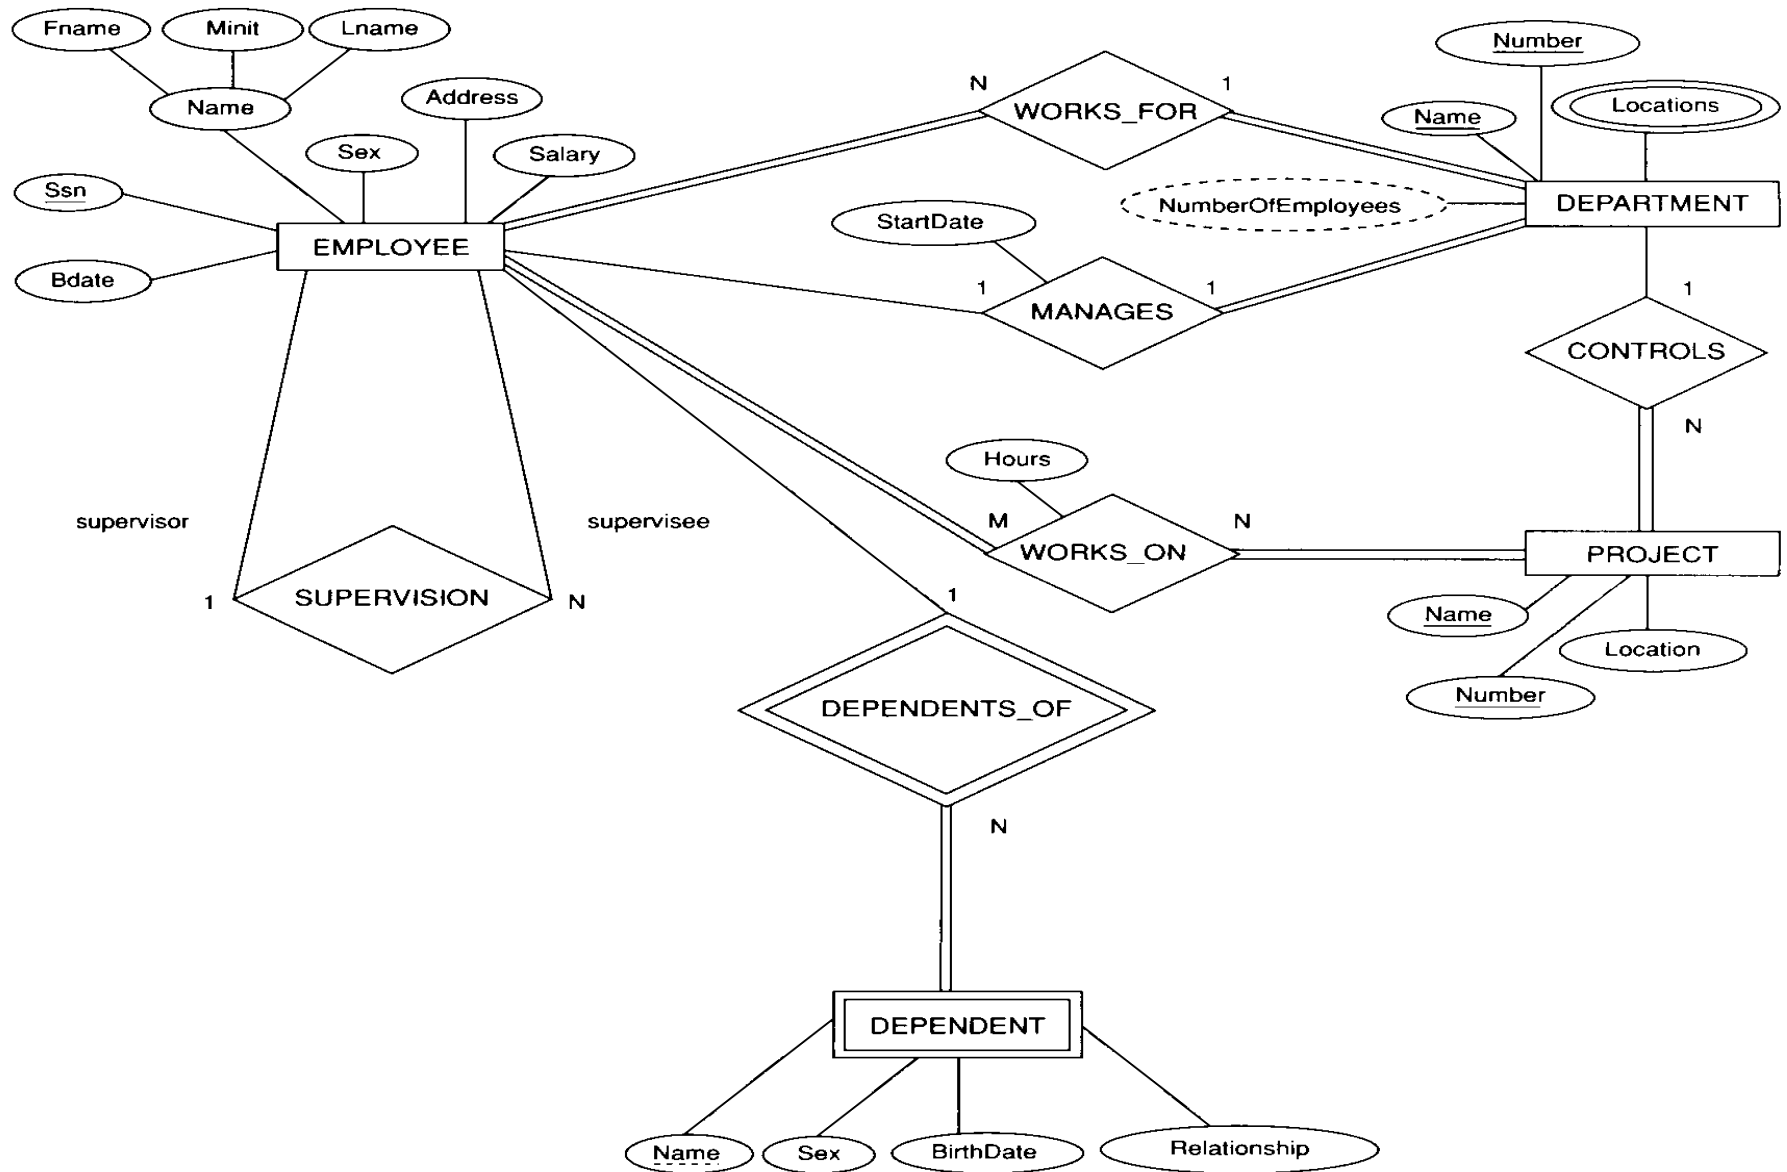 Fname
Minit
Lname
Number
Name
Address
Locations
N
WORKS_FOR
1
Name
Sex
Salary
Ssn
NumberOfEmployees
DEPARTMENT
StartDate
EMPLOYEE
Bdate
1
MANAGES
1
1
CONTROLS
N
Hours
supervisor
supervisee
M
WORKS_ON
N
PROJECT
1
SUPERVISION
N
1
Name
Location
Number
DEPENDENTS_OF
N
DEPENDENT
Name
Sex
BirthDate
Relationship